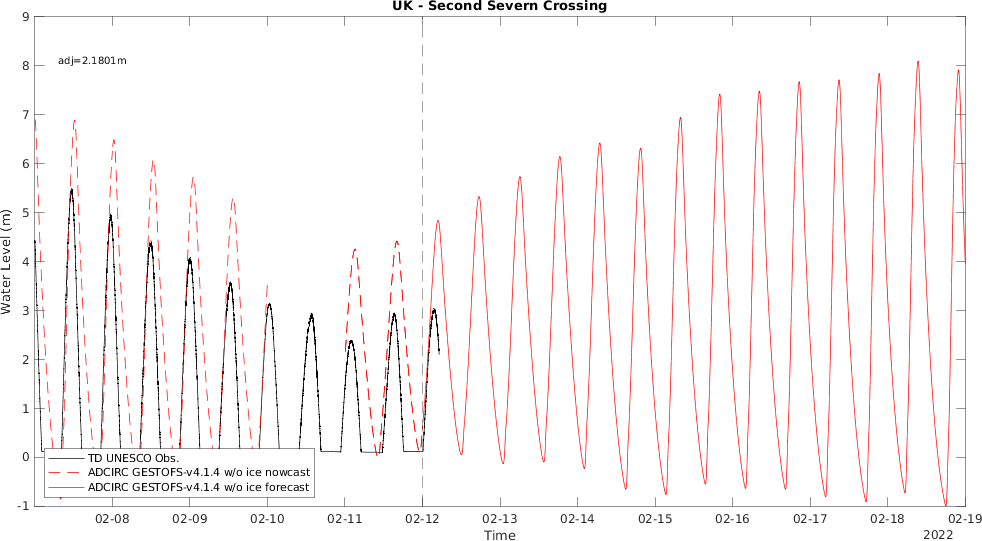 UK - Second Severn Crossing
9
8
7
6
5
4
3
2
1
0
-1
Water Level (m)
adj=2.1801m
TD UNESCO Obs.
ADCIRC GESTOFS-v4.1.4 w/o ice nowcast
ADCIRC GESTOFS-v4.1.4 w/o ice forecast
02-08 02-09 02-10 02-11 02-12 02-13 02-14 02-15 02-16 02-17 02-18 02-19
Time
2022